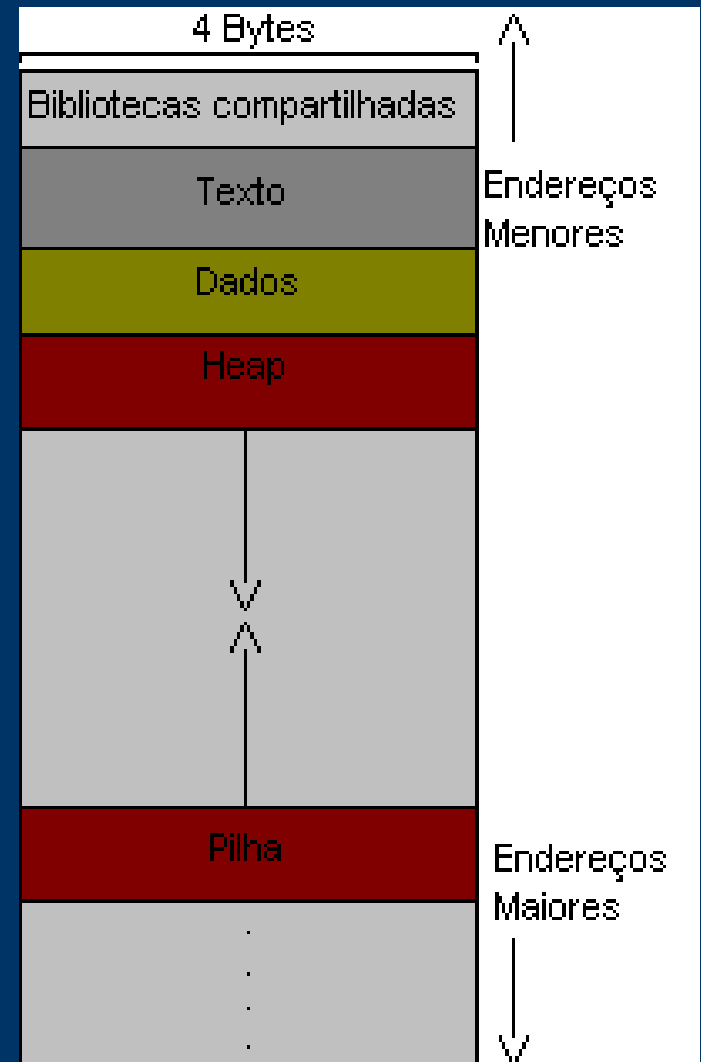 4 Bytes
Bibliotecas compartilhadas
Texto
Endereços
Menores
Dados
Heap
Pilha
Endereços
Maiores